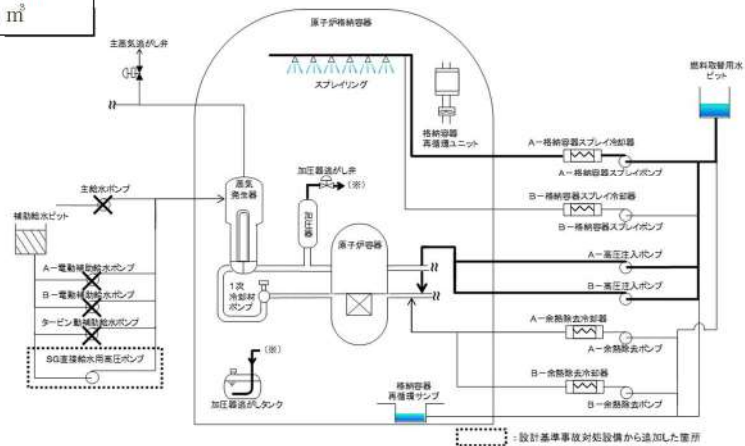 m³
原子炉格納容器
主蒸気逃がし弁
スプレイリング
燃料取替用水
ピット
格納容器
再循環ユニット
A－格納容器スプレイ冷却器
A－格納容器スプレイポンプ
主給水ポンプ
蒸気
発生器
加圧器逃がし弁
（※）
B－格納容器スプレイ冷却器
B－格納容器スプレイポンプ
補助給水ピット
加圧器
原子炉容器
A－高圧注入ポンプ
A－電動補助給水ポンプ
B－電動補助給水ポンプ
1次
冷却材
ポンプ
B－高圧注入ポンプ
タービン動補助給水ポンプ
A－余熱除去冷却器
A－余熱除去ポンプ
SG直接給水用高圧ポンプ
（※）
B－余熱除去冷却器
B－余熱除去ポンプ
加圧器逃がしタンク
格納容器
再循環サンプ
：設計基準事故対処設備から追加した箇所